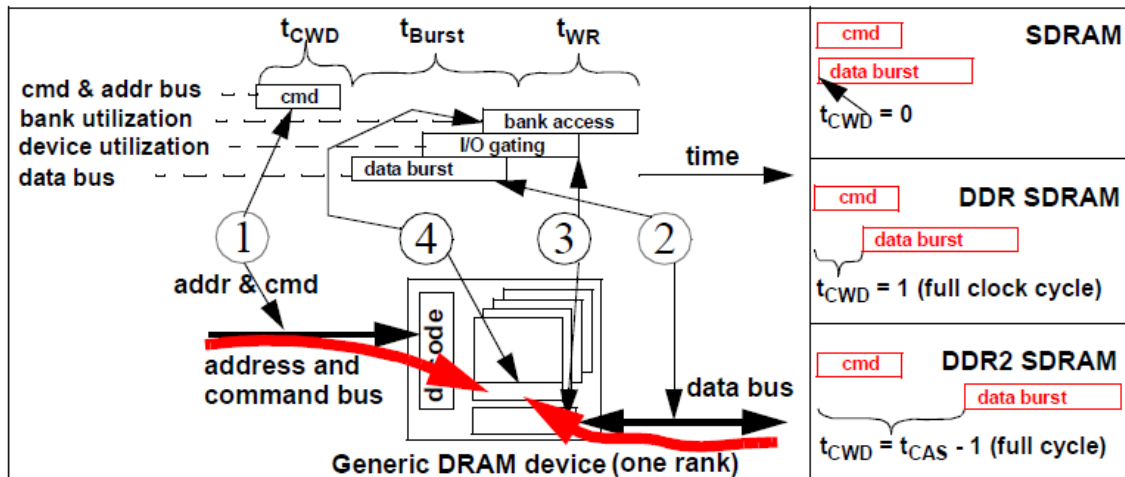 tCWD tBurst tWR
cmd & addr bus
cmd
bank utilization
bank access
device utilization
I/O gating
data bus
data burst
time
1 4 3 2
addr & cmd
decode
address and
command bus
data bus
Generic DRAM device (one rank)
cmd
SDRAM
data burst
tCWD = 0
cmd
DDR SDRAM
data burst
tCWD = 1 (full clock cycle)
cmd
DDR2 SDRAM
data burst
tCWD = tCAS - 1 (full cycle)